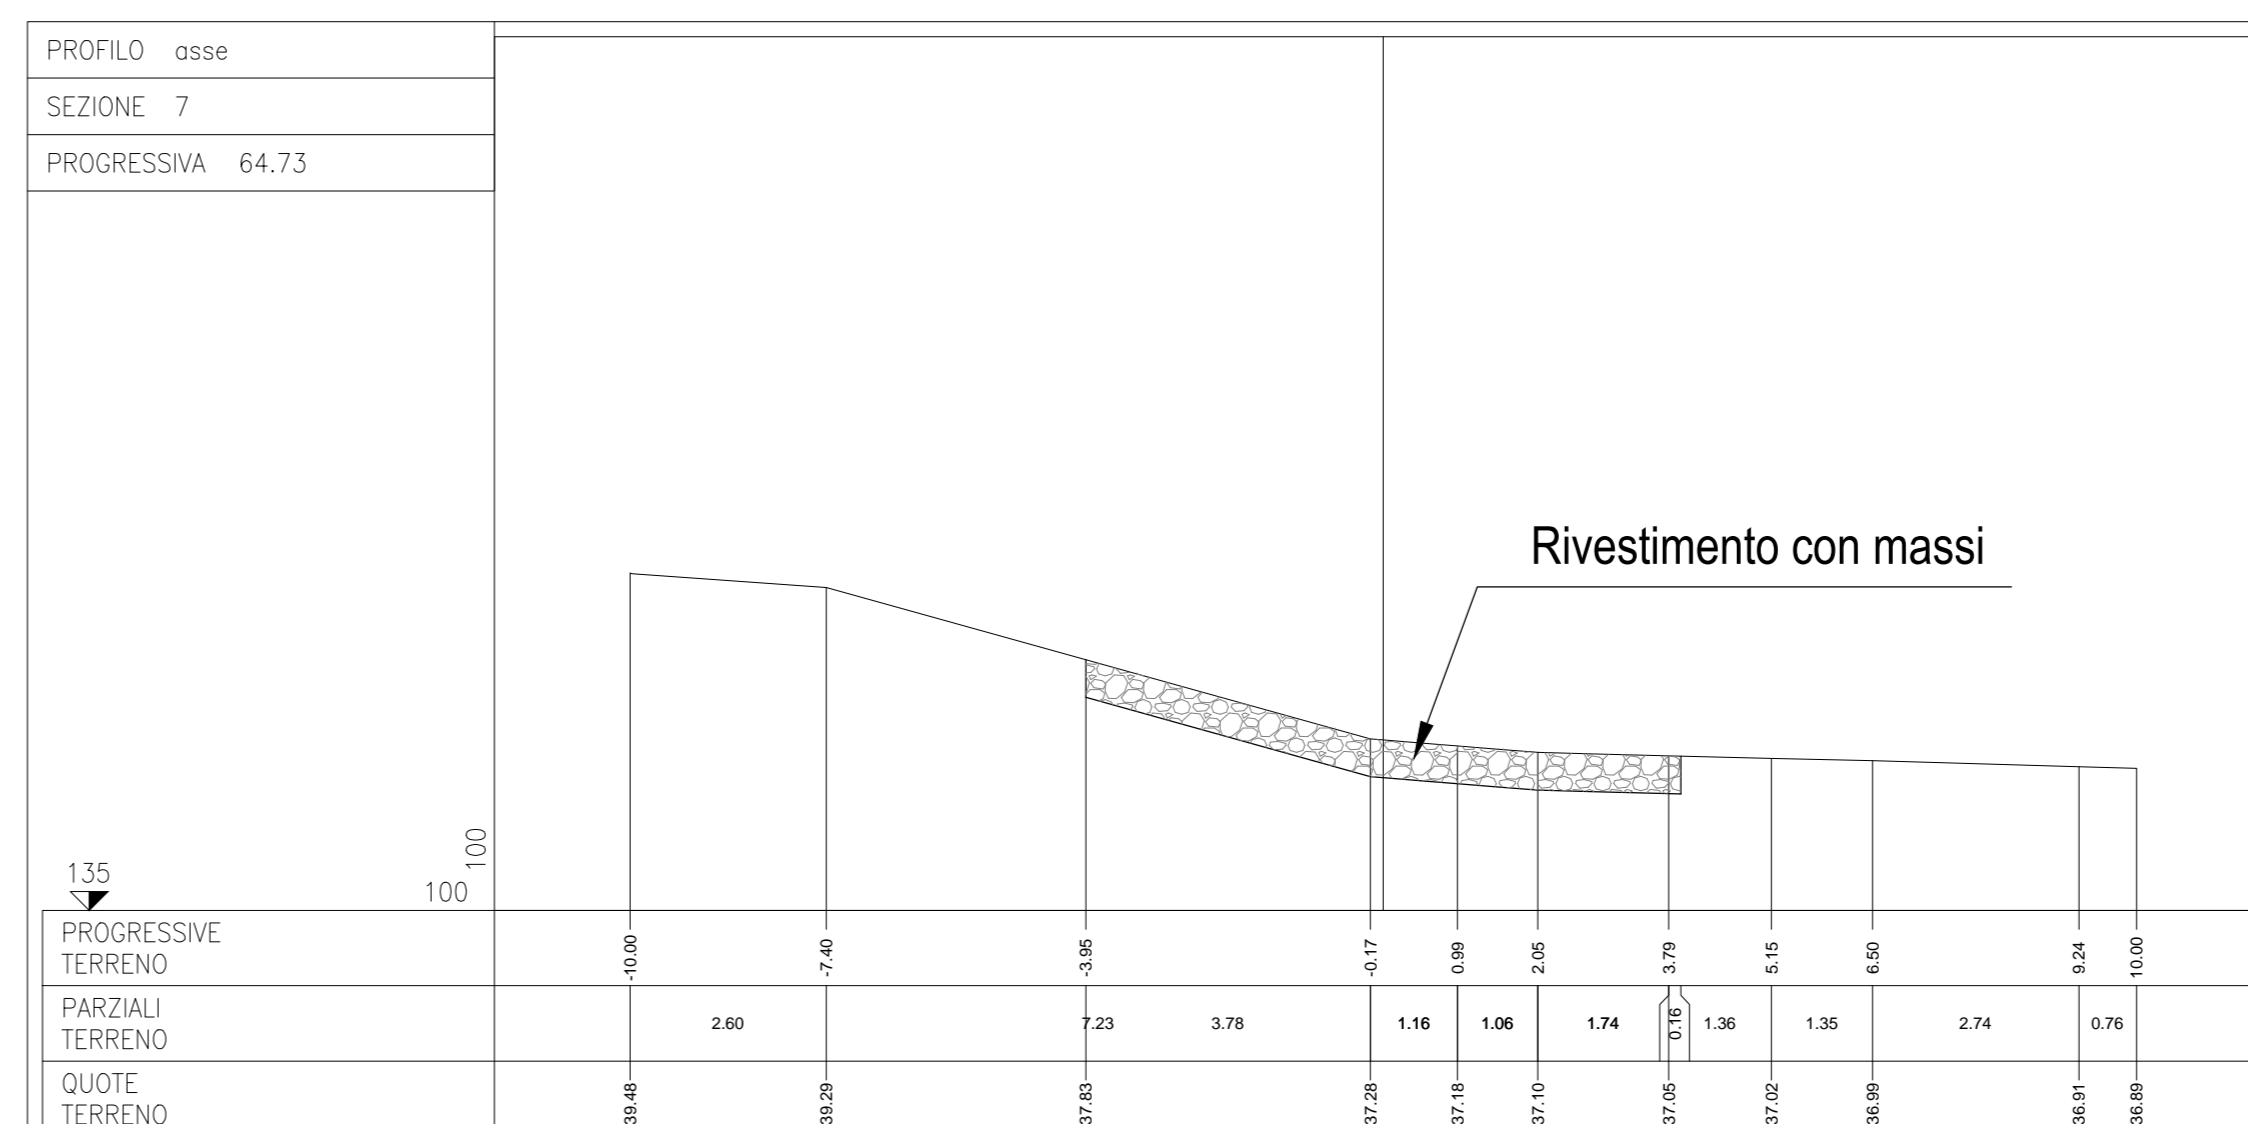 PROFILO asse
SEZIONE 7
PROGRESSIVA 64.73
Rivestimento con massi
100
135
100
PROGRESSIVE
TERRENO
-10.00 -7.40 -3.95 -0.17 0.99 2.05 3.79 5.15 6.50 9.24 10.00
PARZIALI
TERRENO
2.60 7.23 3.78 1.16 1.06 1.74 0.16 1.36 1.35 2.74 0.76
QUOTE
TERRENO
39.48 39.29 37.83 37.28 37.18 37.10 37.05 37.02 36.99 36.91 36.89